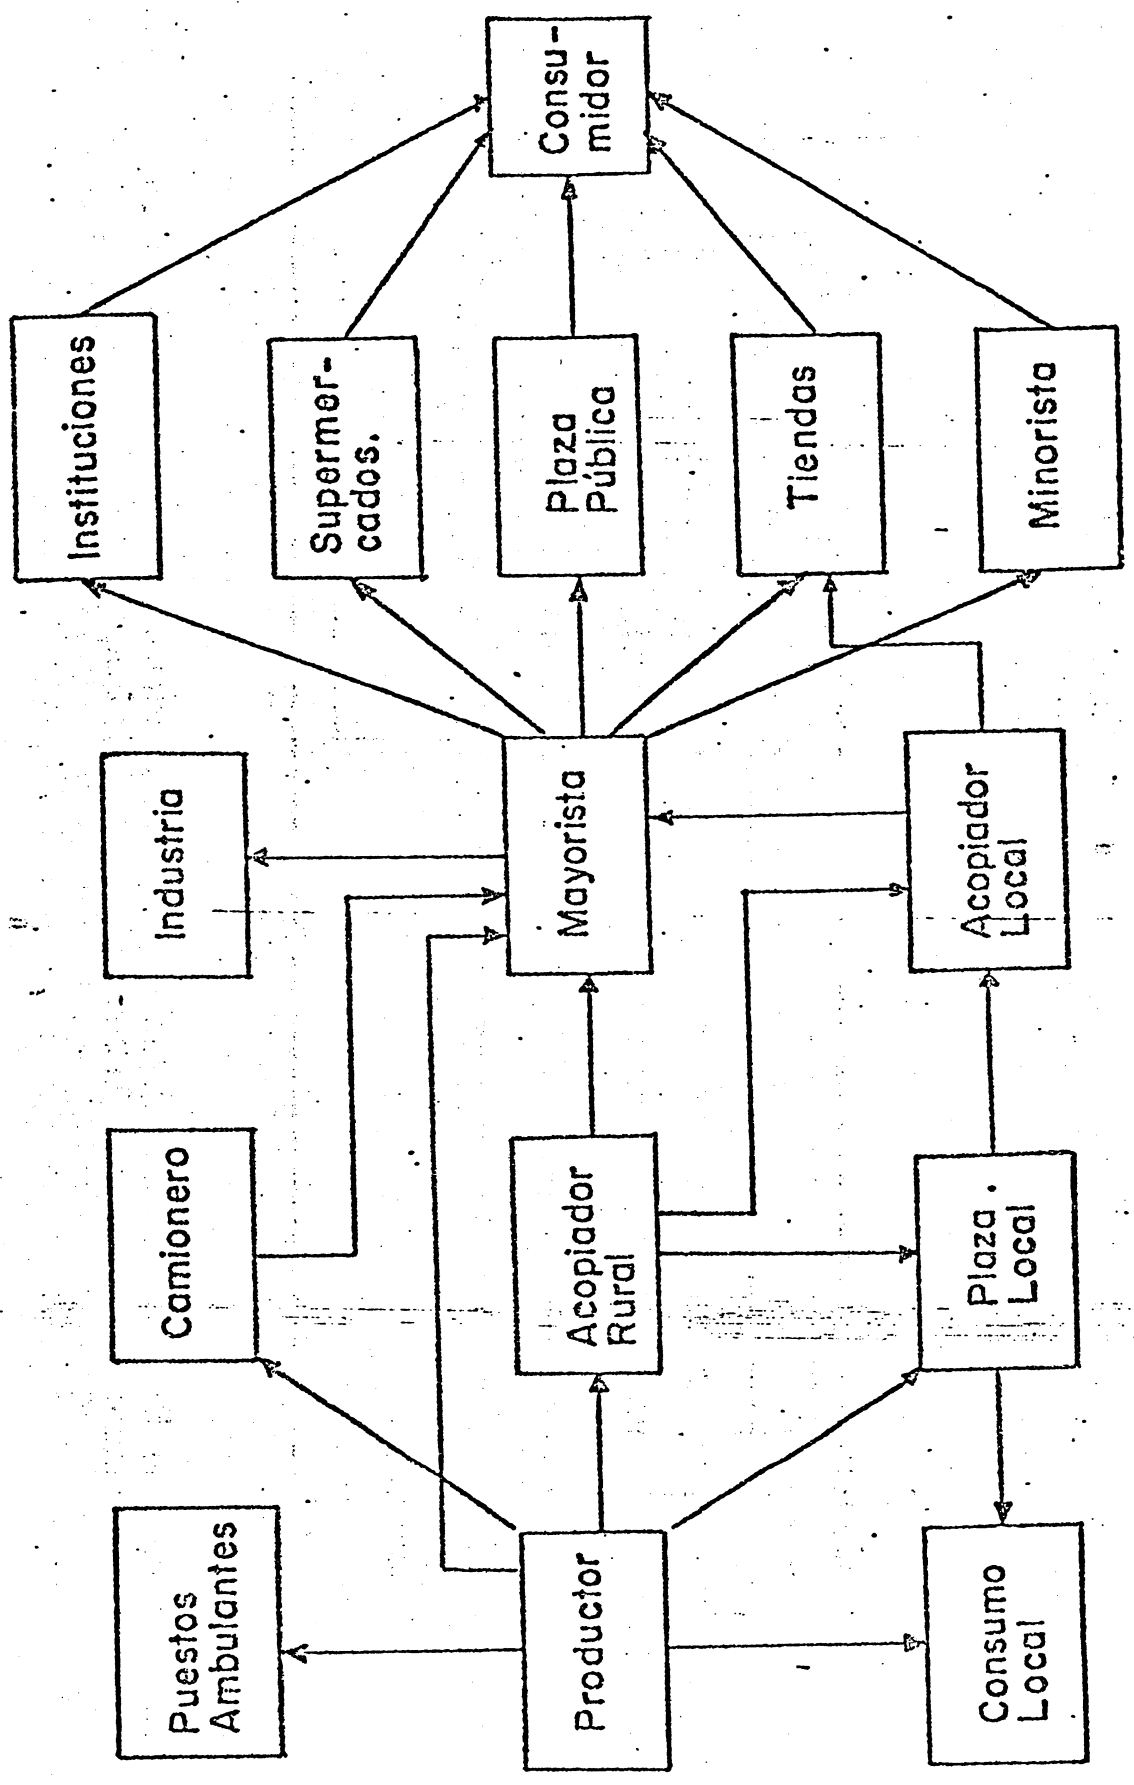 Puestos
Ambulantes
Camionero
Industria
Instituciones
Supermer-
cados.
Productor
Acopiador
Rural
Mayorista
Plaza
Pública
Consu-
midor
Tiendas
Consumo
Local
Plaza .
Local
Acopiador
Local
Minorista